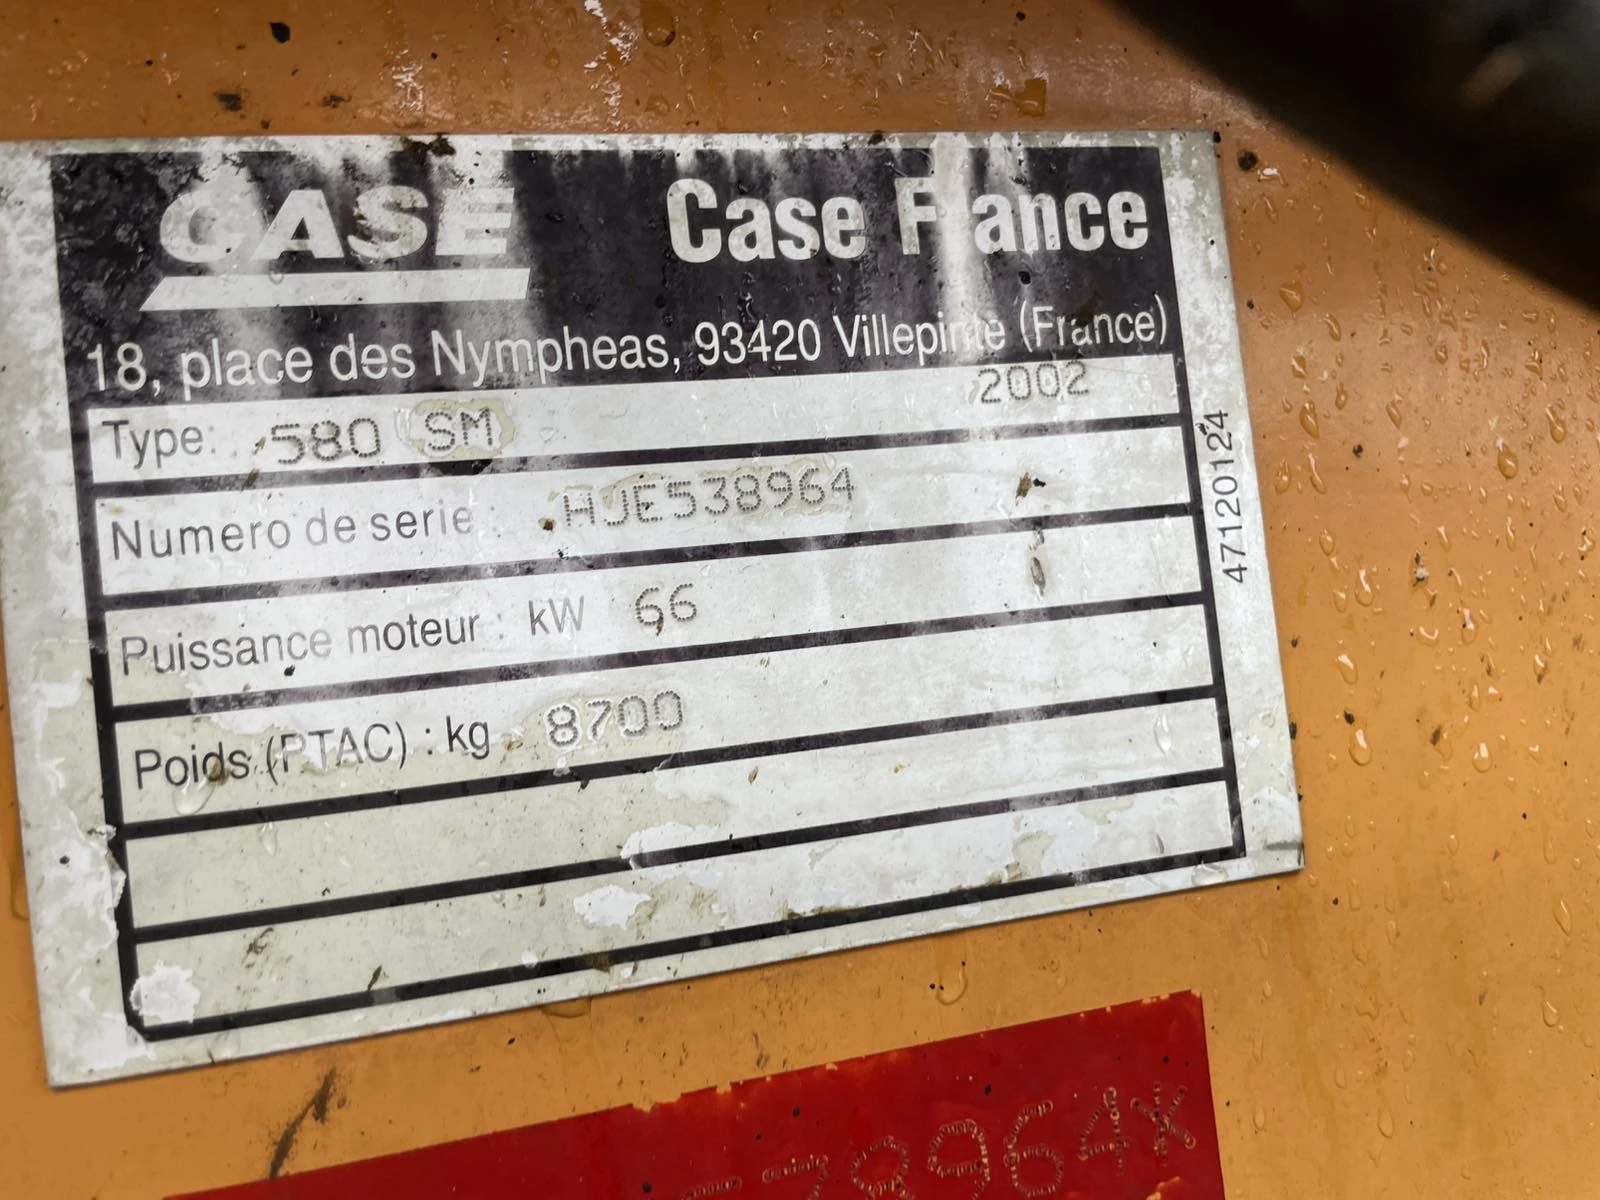 CASE Case France
18, place des Nympheas, 93420 Villepinte (France)
Type: 580 SM 2002
Numero de serie : HJE538964
Puissance moteur : kW 66
Poids (PTAC) : kg 8700
47120124
38964X